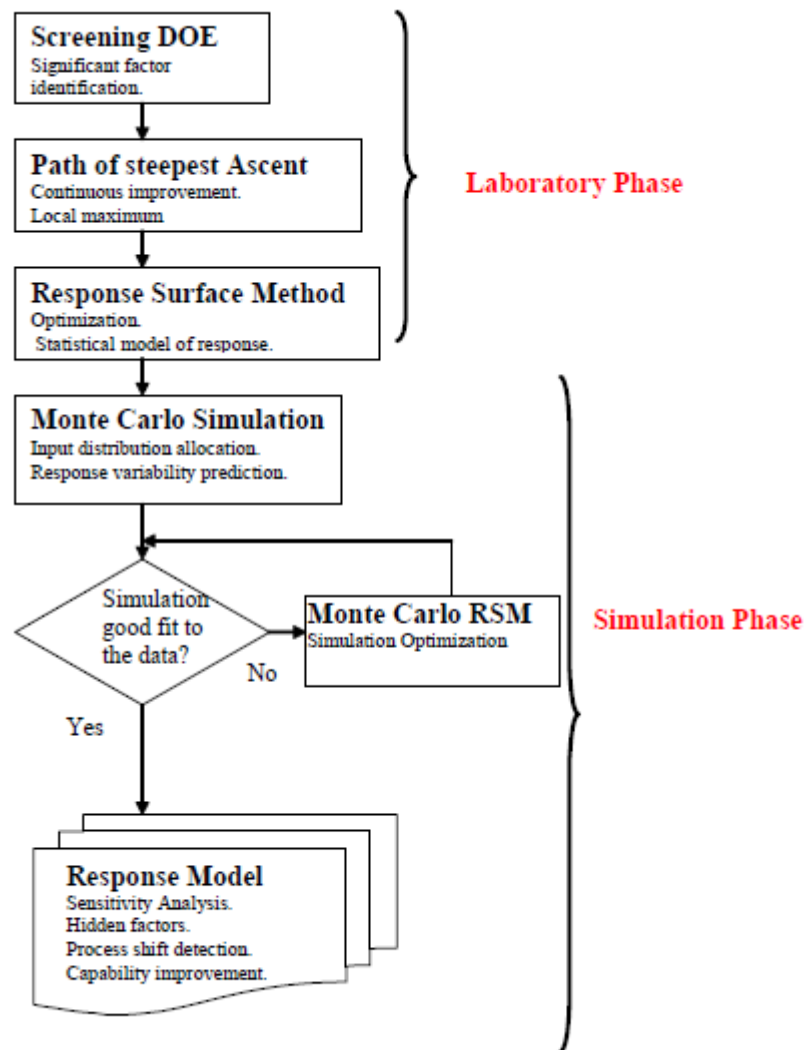 Screening DOE
Significant factor
identification.
Path of steepest Ascent
Continuous improvement.
Local maximum
Laboratory Phase
Response Surface Method
Optimization.
Statistical model of response.
Monte Carlo Simulation
Input distribution allocation.
Response variability prediction.
Simulation
good fit to
the data?
Monte Carlo RSM
Simulation Optimization
Simulation Phase
No
Yes
Response Model
Sensitivity Analysis.
Hidden factors.
Process shift detection.
Capability improvement.